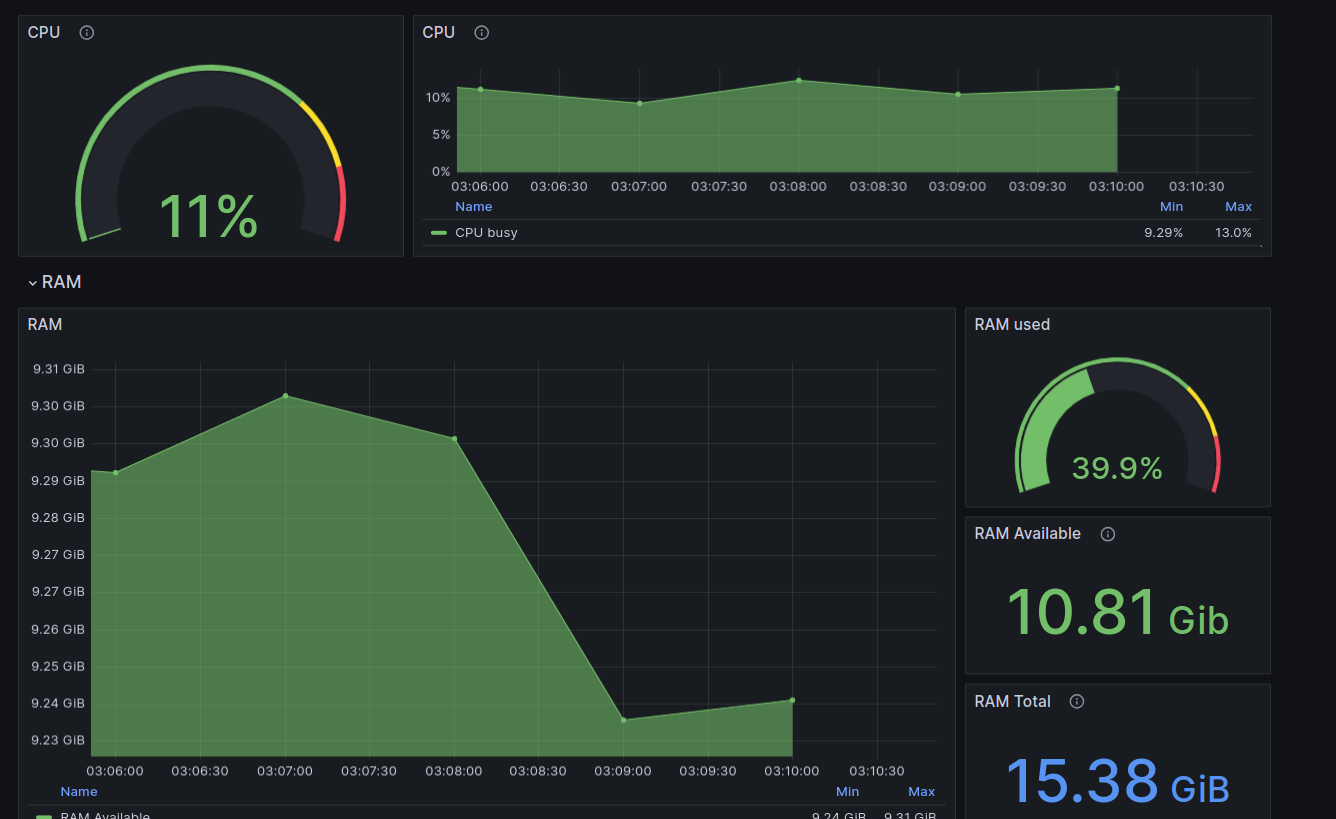 CPU
11%
CPU
10%
5%
0%
03:06:00 03:06:30 03:07:00 03:07:30 03:08:00 03:08:30 03:09:00 03:09:30 03:10:00 03:10:30
Name Min Max
CPU busy 9.29% 13.0%
RAM
RAM
9.31 GiB
9.30 GiB
9.30 GiB
9.29 GiB
9.28 GiB
9.27 GiB
9.27 GiB
9.26 GiB
9.25 GiB
9.24 GiB
9.23 GiB
03:06:00 03:06:30 03:07:00 03:07:30 03:08:00 03:08:30 03:09:00 03:09:30 03:10:00 03:10:30
Name Min Max
RAM Available 9.24 GiB 9.31 GiB
RAM used
39.9%
RAM Available
10.81 Gib
RAM Total
15.38 GiB